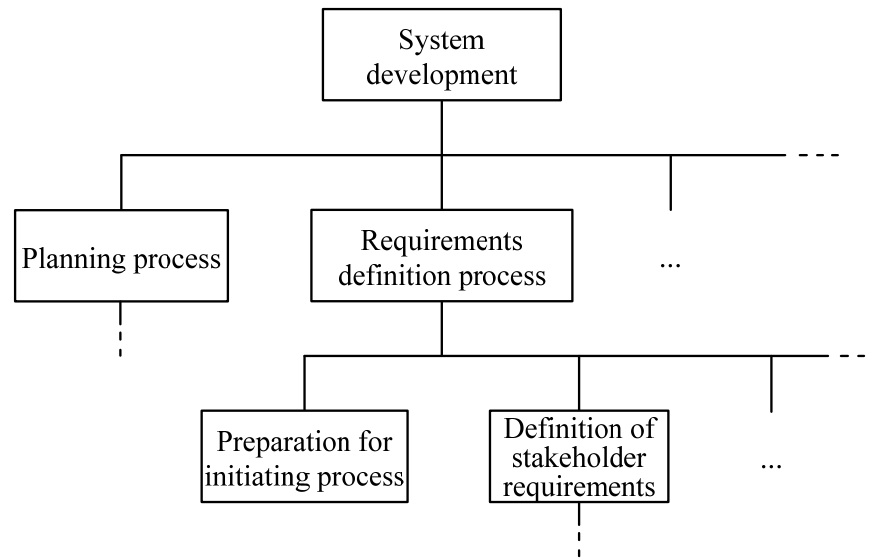 System
development
Planning process
Requirements
definition process
...
Preparation for
initiating process
Definition of
stakeholder
requirements
...